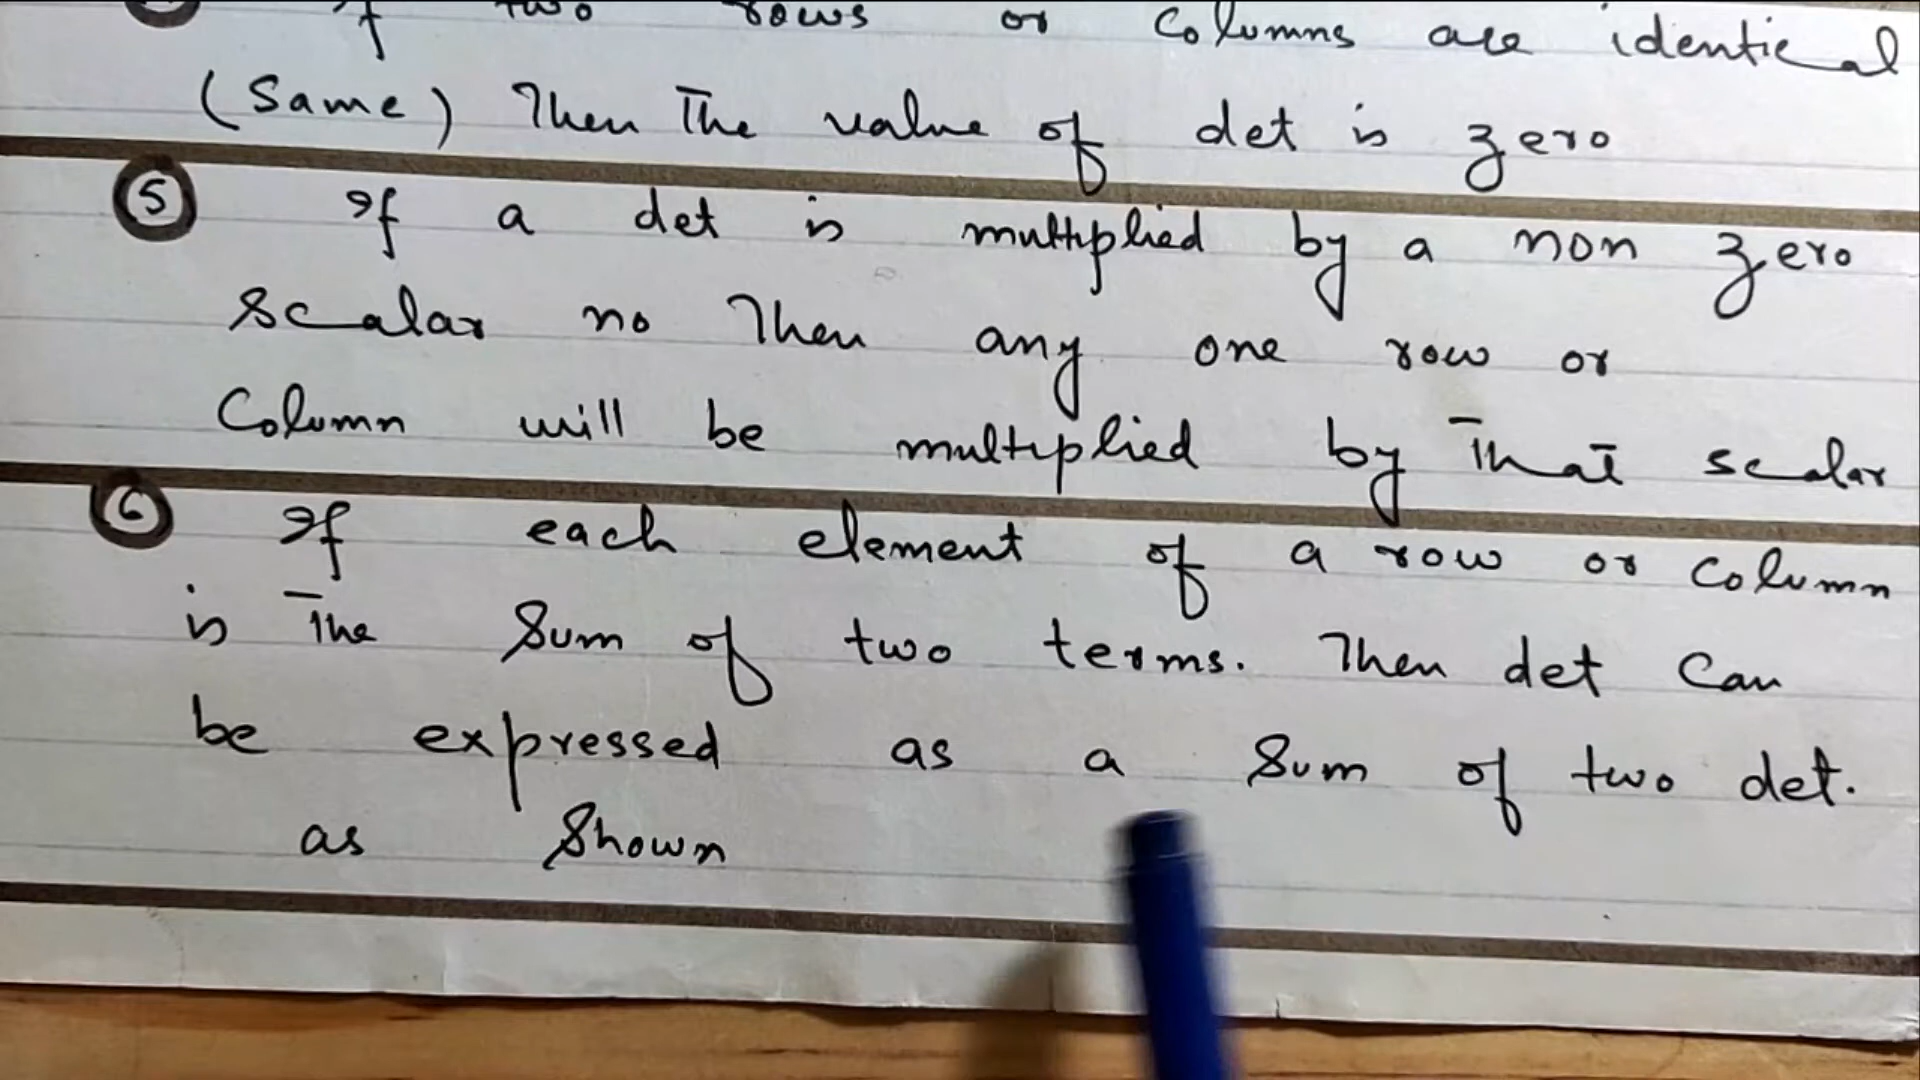 If two rows or Columns are identical
(Same) Then The value of det is zero
5 If a det is multiplied by a non zero
Scalar no Then any one row or
Column will be multiplied by That scalar
6 If each element of a row or column
is The Sum of two terms. Then det Can
be expressed as a Sum of two det.
as Shown